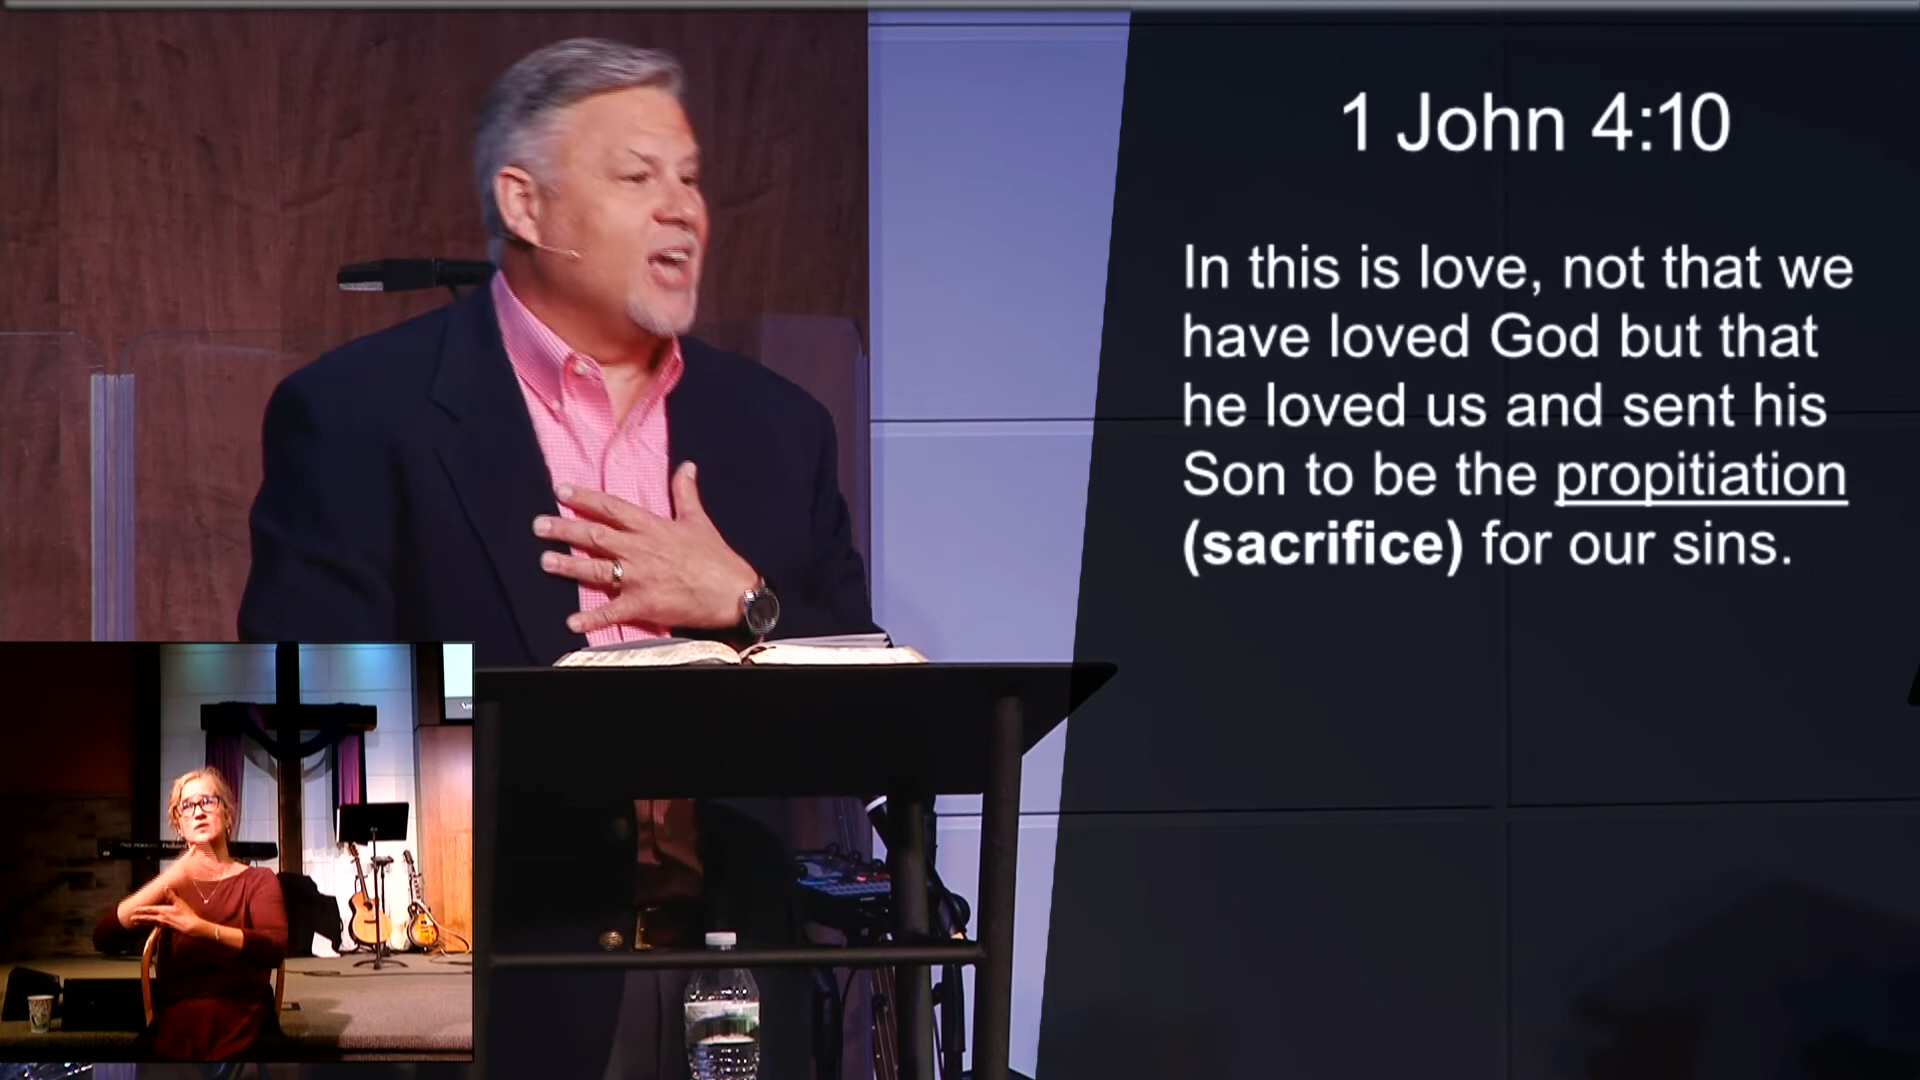 1 John 4:10
In this is love, not that we
have loved God but that
he loved us and sent his
Son to be the propitiation
(sacrifice) for our sins.